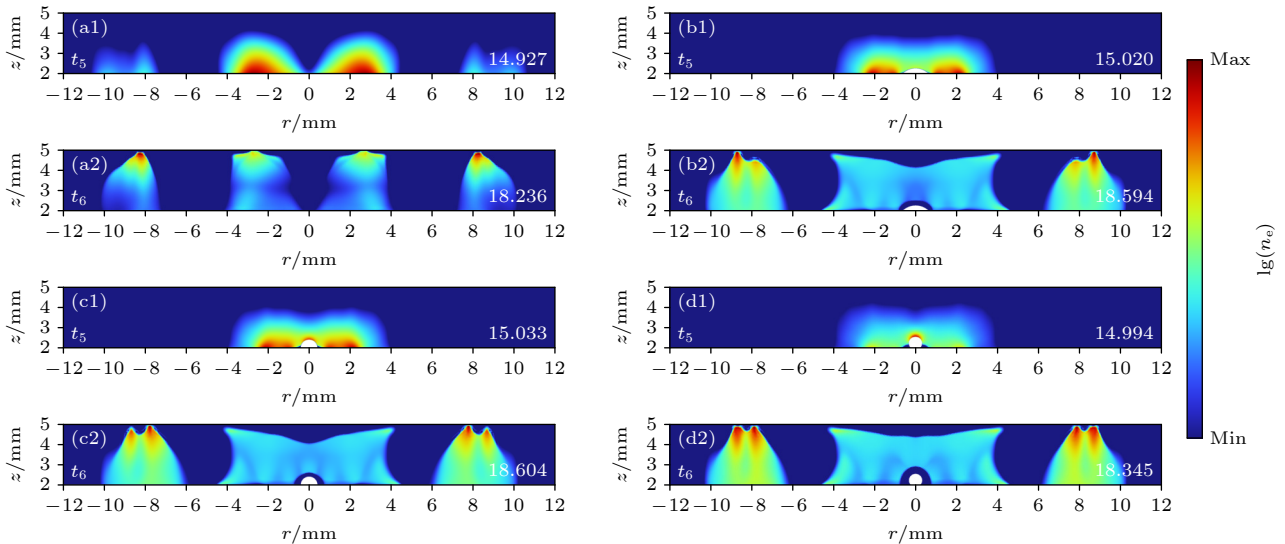 5 (a1)
4
3 t₅ 14.927
2
z/mm
−12 −10 −8 −6 −4 −2 0 2 4 6 8 10 12
r/mm
5 (b1)
4
3 t₅ 15.020
2
z/mm
−12 −10 −8 −6 −4 −2 0 2 4 6 8 10 12
r/mm
5 (a2)
4
3 t₆ 18.236
2
z/mm
−12 −10 −8 −6 −4 −2 0 2 4 6 8 10 12
r/mm
5 (b2)
4
3 t₆ 18.594
2
z/mm
−12 −10 −8 −6 −4 −2 0 2 4 6 8 10 12
r/mm
5 (c1)
4
3 t₅ 15.033
2
z/mm
−12 −10 −8 −6 −4 −2 0 2 4 6 8 10 12
r/mm
5 (d1)
4
3 t₅ 14.994
2
z/mm
−12 −10 −8 −6 −4 −2 0 2 4 6 8 10 12
r/mm
5 (c2)
4
3 t₆ 18.604
2
z/mm
−12 −10 −8 −6 −4 −2 0 2 4 6 8 10 12
r/mm
5 (d2)
4
3 t₆ 18.345
2
z/mm
−12 −10 −8 −6 −4 −2 0 2 4 6 8 10 12
r/mm
Max
lg(nₑ)
Min